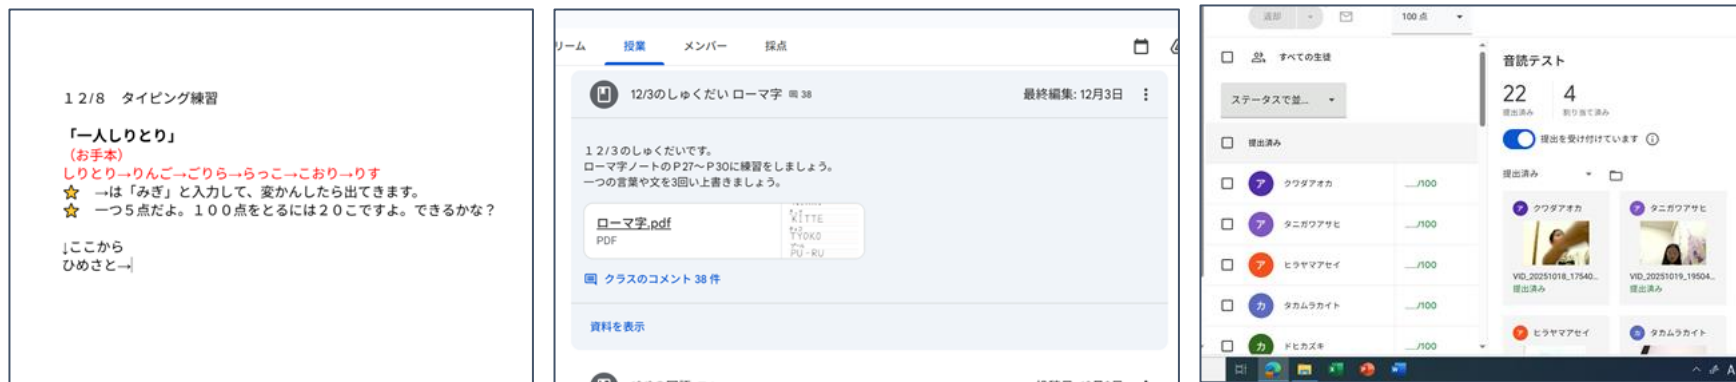 １２/８　タイピング練習
「一人しりとり」
（お手本）
しりとり→りんご→ごりら→らっこ→こおり→りす
⭐　→は「みぎ」と入力して、変かんしたら出てきます。
⭐　一つ５点だよ。１００点をとるには２０こですよ。できるかな？
↓ここから
ひめさと→
リーム　授業　メンバー　採点
12/3のしゅくだい ローマ字 38
最終編集: 12月3日
１２/３のしゅくだいです。
ローマ字ノートのＰ27～Ｐ30に練習をしましょう。
一つの言葉や文を3回い上書きましょう。
ローマ字.pdf
PDF
KITTE
TYOKO
PU-RU
クラスのコメント 38 件
資料を表示
返却
100 点
すべての生徒
ステータスで並...
提出済み
クワダアオカ
__/100
タニガワアサヒ
__/100
ヒラヤマアセイ
__/100
タカムラカイト
__/100
ドヒカズキ
__/100
音読テスト
22　4
提出済み　割り当て済み
提出を受け付けています
提出済み
クワダアオカ
VID_20251018_17540...
提出済み
タニガワアサヒ
VID_20251019_19504...
提出済み
ヒラヤマアセイ
タカムラカイト